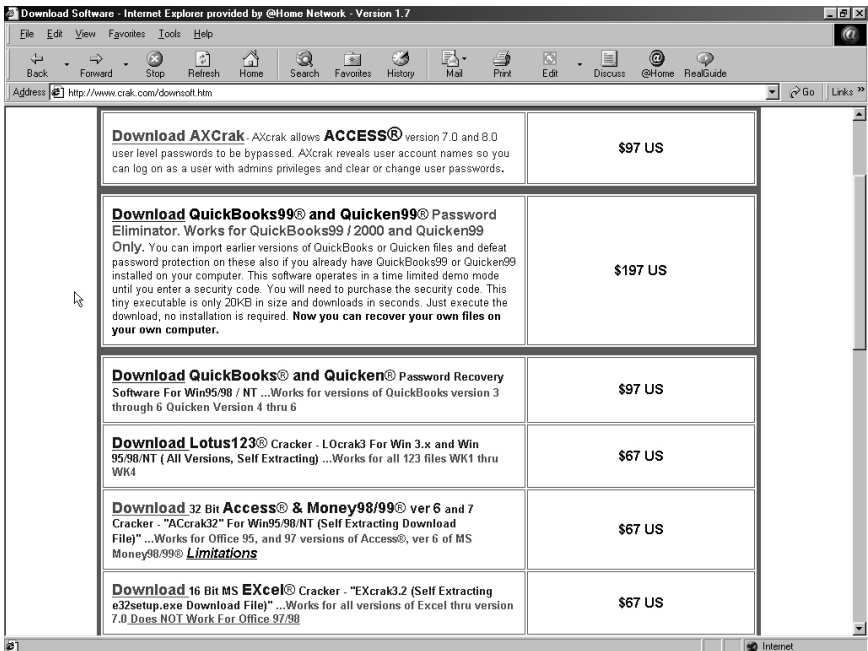 Download Software - Internet Explorer provided by @Home Network - Version 1.7
File Edit View Favorites Tools Help
Back Forward Stop Refresh Home Search Favorites History Mail Print Edit Discuss @Home RealGuide
Address http://www.crak.com/downsoft.htm Go Links »
Download AXCrak - AXcrak allows ACCESS® version 7.0 and 8.0
user level passwords to be bypassed. AXcrak reveals user account names so you
can log on as a user with admins privileges and clear or change user passwords.
$97 US
Download QuickBooks99® and Quicken99® Password
Eliminator. Works for QuickBooks99 / 2000 and Quicken99
Only. You can import earlier versions of QuickBooks or Quicken files and defeat
password protection on these also if you already have QuickBooks99 or Quicken99
installed on your computer. This software operates in a time limited demo mode
until you enter a security code. You will need to purchase the security code. This
tiny executable is only 20KB in size and downloads in seconds. Just execute the
download, no installation is required. Now you can recover your own files on
your own computer.
$197 US
Download QuickBooks® and Quicken® Password Recovery
Software For Win95/98 / NT ...Works for versions of QuickBooks version 3
through 6 Quicken Version 4 thru 6
$97 US
Download Lotus123® Cracker - LOcrak3 For Win 3.x and Win
95/98/NT ( All Versions, Self Extracting) ...Works for all 123 files WK1 thru
WK4
$67 US
Download 32 Bit Access® & Money98/99® ver 6 and 7
Cracker - "ACcrak32" For Win95/98/NT (Self Extracting Download
File)" ...Works for Office 95, and 97 versions of Access®, ver 6 of MS
Money98/99® Limitations
$67 US
Download 16 Bit MS EXcel® Cracker - "EXcrak3.2 (Self Extracting
e32setup.exe Download File)" ...Works for all versions of Excel thru version
7.0 Does NOT Work For Office 97/98
$67 US
Internet